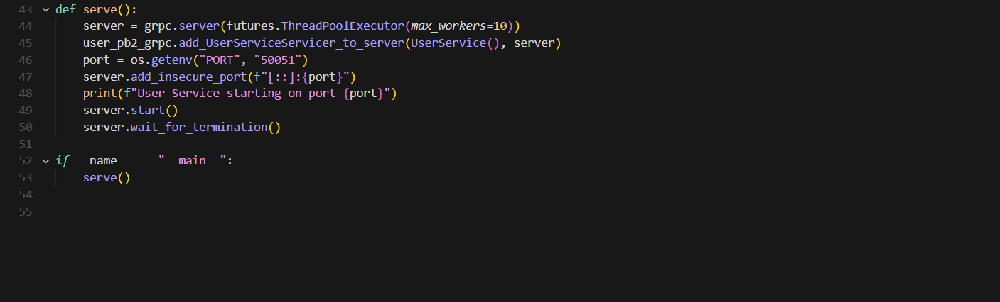 43 def serve():
44     server = grpc.server(futures.ThreadPoolExecutor(max_workers=10))
45     user_pb2_grpc.add_UserServiceServicer_to_server(UserService(), server)
46     port = os.getenv("PORT", "50051")
47     server.add_insecure_port(f"[::]:{port}")
48     print(f"User Service starting on port {port}")
49     server.start()
50     server.wait_for_termination()
51
52 if __name__ == "__main__":
53     serve()
54
55